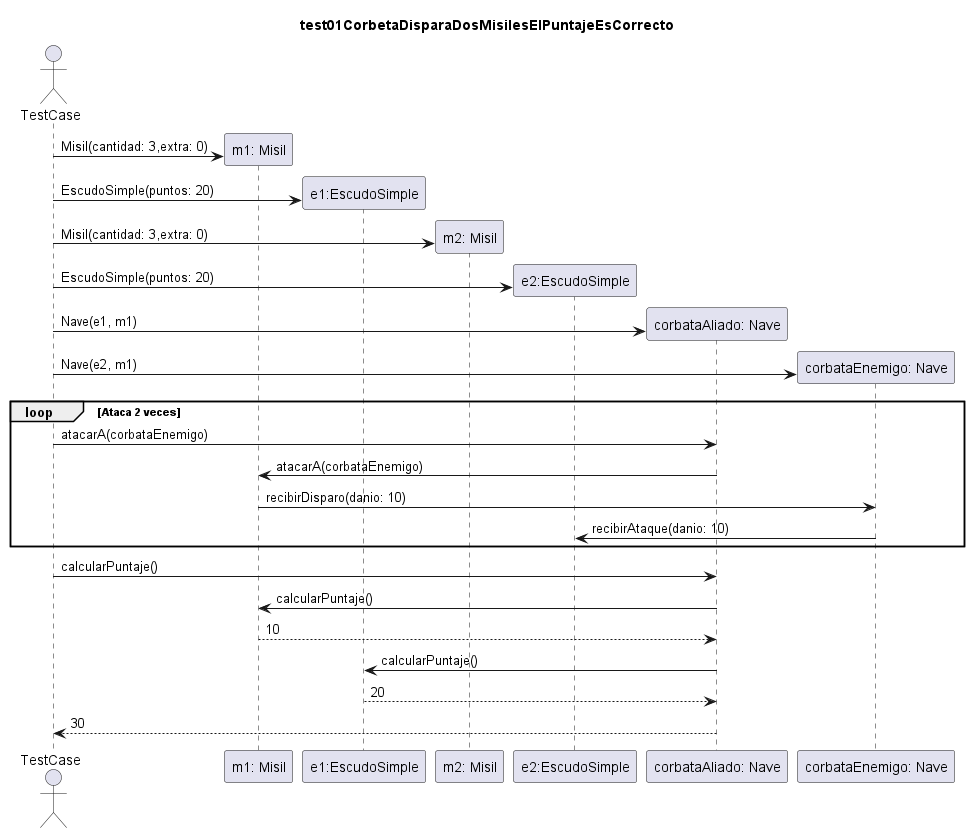 test01CorbetaDisparaDosMisilesElPuntajeEsCorrecto
TestCase
Misil(cantidad: 3,extra: 0)
m1: Misil
EscudoSimple(puntos: 20)
e1:EscudoSimple
Misil(cantidad: 3,extra: 0)
m2: Misil
EscudoSimple(puntos: 20)
e2:EscudoSimple
Nave(e1, m1)
corbataAliado: Nave
Nave(e2, m1)
corbataEnemigo: Nave
loop [Ataca 2 veces]
atacarA(corbataEnemigo)
atacarA(corbataEnemigo)
recibirDisparo(danio: 10)
recibirAtaque(danio: 10)
calcularPuntaje()
calcularPuntaje()
10
calcularPuntaje()
20
30
TestCase
m1: Misil
e1:EscudoSimple
m2: Misil
e2:EscudoSimple
corbataAliado: Nave
corbataEnemigo: Nave